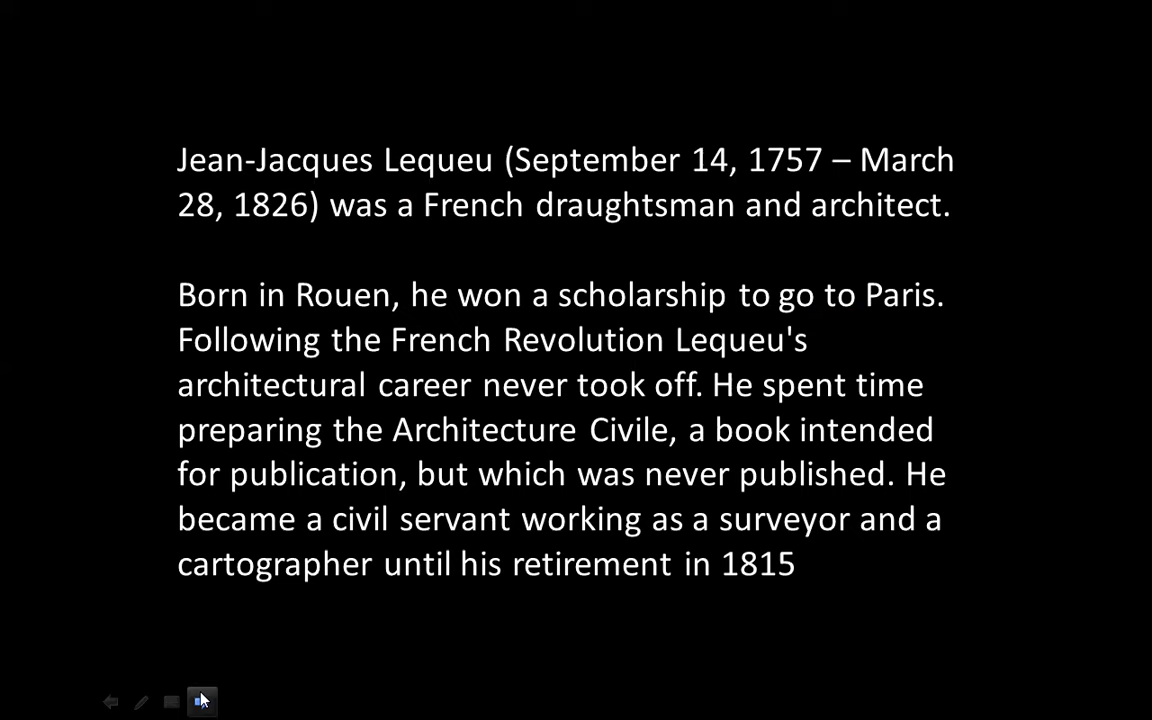 Jean-Jacques Lequeu (September 14, 1757 – March
28, 1826) was a French draughtsman and architect.
Born in Rouen, he won a scholarship to go to Paris.
Following the French Revolution Lequeu's
architectural career never took off. He spent time
preparing the Architecture Civile, a book intended
for publication, but which was never published. He
became a civil servant working as a surveyor and a
cartographer until his retirement in 1815